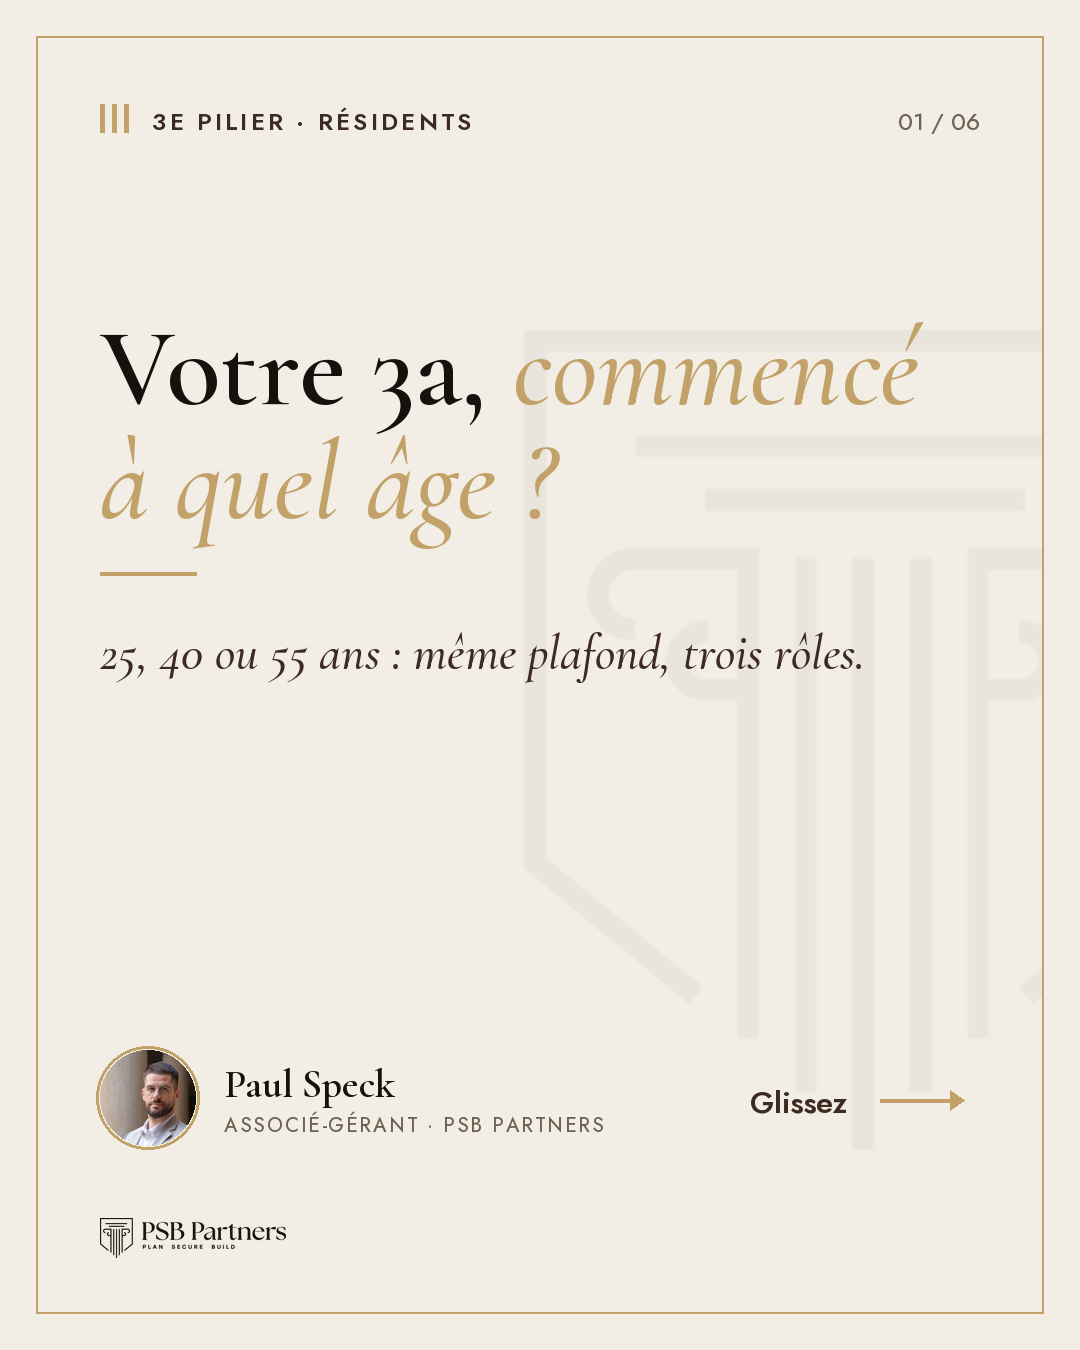 3E PILIER · RÉSIDENTS
01 / 06
Votre 3a, commencé
à quel âge ?
25, 40 ou 55 ans : même plafond, trois rôles.
Paul Speck
ASSOCIÉ-GÉRANT · PSB PARTNERS
Glissez
PSB Partners
PLAN SECURE BUILD